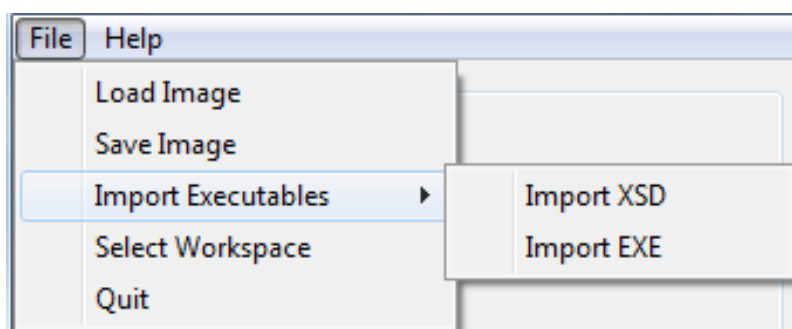 File Help
Load Image
Save Image
Import Executables Import XSD
Select Workspace Import EXE
Quit